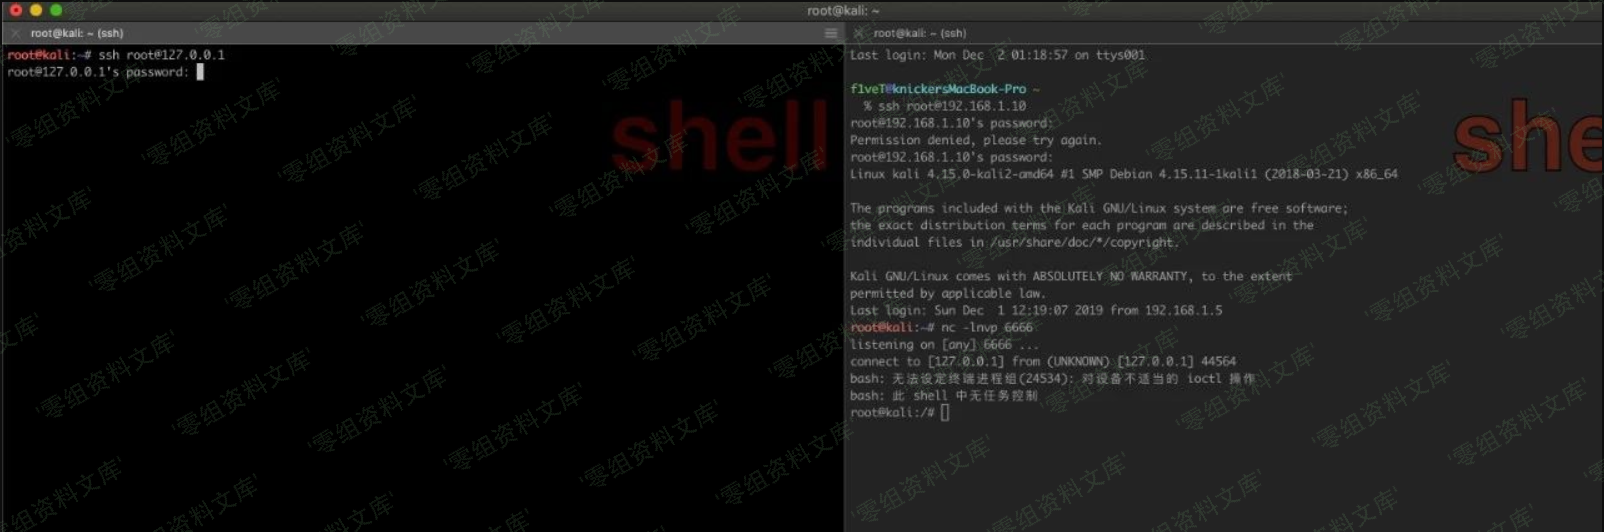 root@kali: ~
root@kali: ~ (ssh)
root@kali:~# ssh root@127.0.0.1
root@127.0.0.1's password:
shell
root@kali: ~ (ssh)
Last login: Mon Dec  2 01:18:57 on ttys001
f1veT@knickersMacBook-Pro ~
% ssh root@192.168.1.10
root@192.168.1.10's password:
Permission denied, please try again.
root@192.168.1.10's password:
Linux kali 4.15.0-kali2-amd64 #1 SMP Debian 4.15.11-1kali1 (2018-03-21) x86_64
The programs included with the Kali GNU/Linux system are free software;
the exact distribution terms for each program are described in the
individual files in /usr/share/doc/*/copyright.
Kali GNU/Linux comes with ABSOLUTELY NO WARRANTY, to the extent
permitted by applicable law.
Last login: Sun Dec  1 12:19:07 2019 from 192.168.1.5
root@kali:~# nc -lnvp 6666
listening on [any] 6666 ...
connect to [127.0.0.1] from (UNKNOWN) [127.0.0.1] 44564
bash: 无法设定终端进程组(24534): 对设备不适当的 ioctl 操作
bash: 此 shell 中无任务控制
root@kali:/#
she
'零组资料文库'